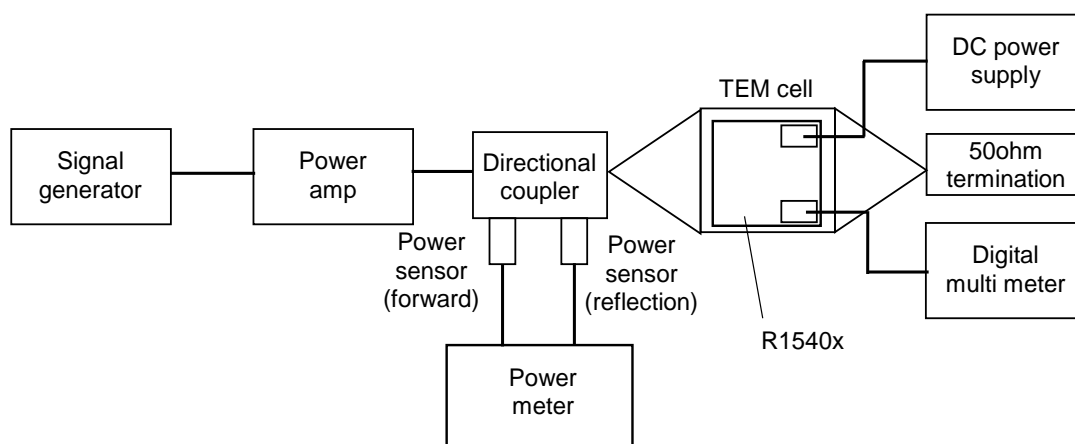 Signal
generator
Power
amp
Directional
coupler
TEM cell
DC power
supply
50ohm
termination
Digital
multi meter
Power
sensor
(forward)
Power
sensor
(reflection)
R1540x
Power
meter